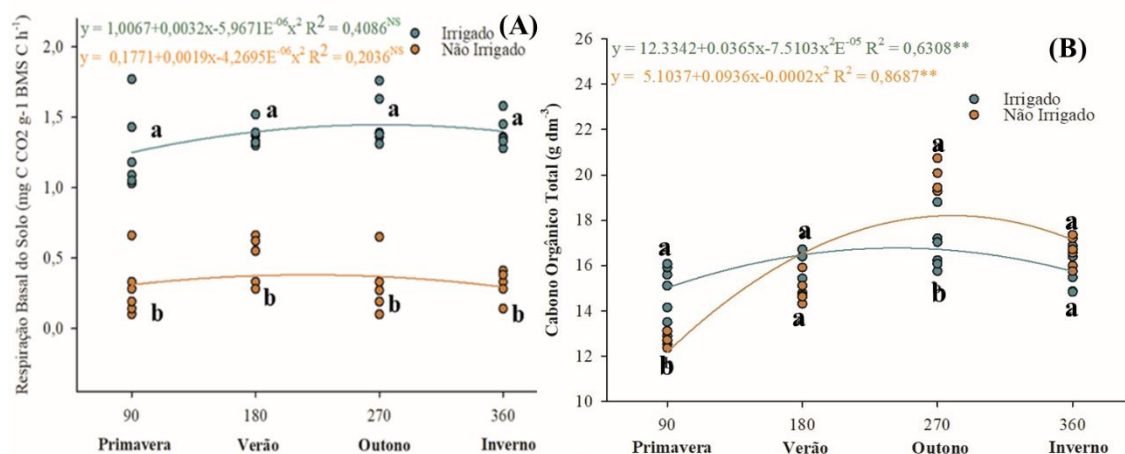 (A)
y = 1,0067+0,0032x-5,9671E⁻⁰⁶x² R² = 0,4086ᴺˢ
y = 0,1771+0,0019x-4,2695E⁻⁰⁶x² R² = 0,2036ᴺˢ
Irrigado
Não Irrigado
Respiração Basal do Solo (mg C CO2 g-1 BMS C h⁻¹)
2,0
1,5
1,0
0,5
0,0
a
a
a
a
b
b
b
b
90
180
270
360
Primavera
Verão
Outono
Inverno
(B)
y = 12.3342+0.0365x-7.5103x²E⁻⁰⁵ R² = 0,6308**
y = 5.1037+0.0936x-0.0002x² R² = 0,8687**
Irrigado
Não Irrigado
Cabono Orgânico Total (g dm⁻³)
26
24
22
20
18
16
14
12
10
a
a
a
a
b
a
b
a
90
180
270
360
Primavera
Verão
Outono
Inverno